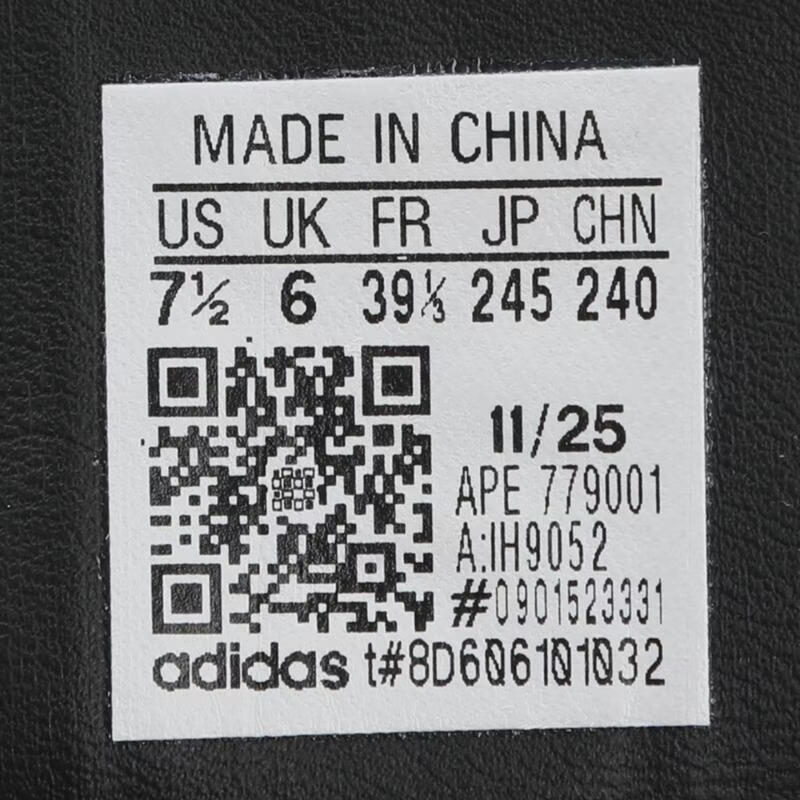 MADE IN CHINA
US UK FR JP CHN
7½ 6 39⅓ 245 240
11/25
APE 779001
A:IH9052
#0901523331
adidas t#8D606101032